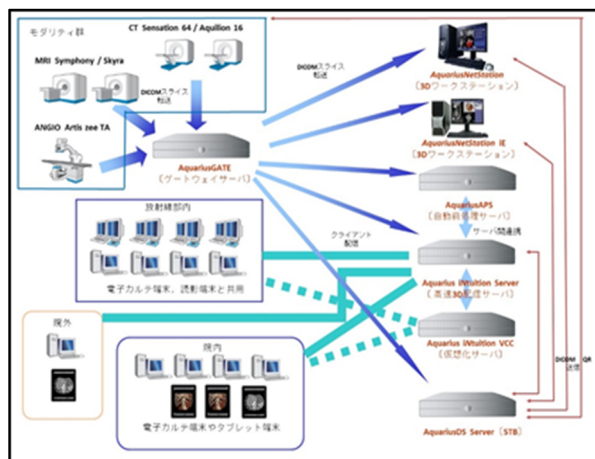 モダリティ群
CT Sensation 64 / Aquilion 16
MRI Symphony / Skyra
DICOMスライス
転送
ANGIO Artis zee TA
AquariusGATE
(ゲートウェイサーバ)
DICOMスライス
転送
AquariusNetStation
(3Dワークステーション)
AquariusNetStation IE
(3Dワークステーション)
AquariusAPS
(自動前処理サーバ)
サーバ間連携
放射線部内
電子カルテ端末、読影端末と共用
クライアント
配信
Aquarius iNtuition Server
(高速3D配信サーバ)
Aquarius iNtuition VCC
(仮想化サーバ)
院外
院内
電子カルテ端末やタブレット端末
DICOM QR
送信
AquariusDS Server (5TB)